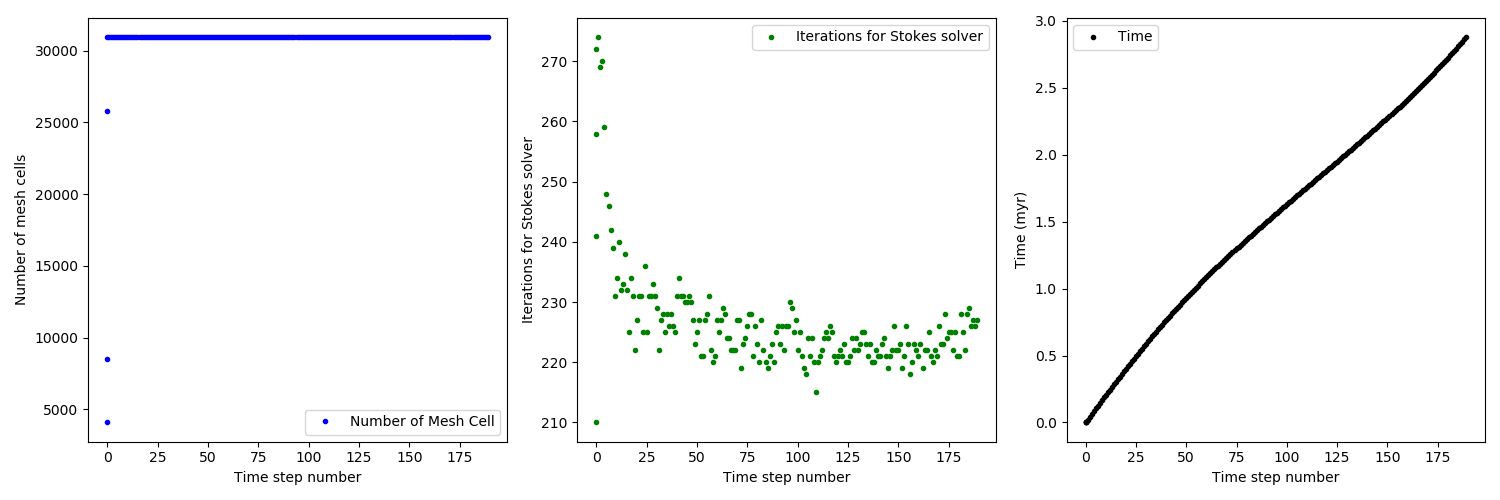 30000
25000
20000
15000
10000
5000
Number of mesh cells
0 25 50 75 100 125 150 175
Time step number
Number of Mesh Cell
270
260
250
240
230
220
210
Iterations for Stokes solver
0 25 50 75 100 125 150 175
Time step number
Iterations for Stokes solver
3.0
2.5
2.0
1.5
1.0
0.5
0.0
Time (myr)
0 25 50 75 100 125 150 175
Time step number
Time